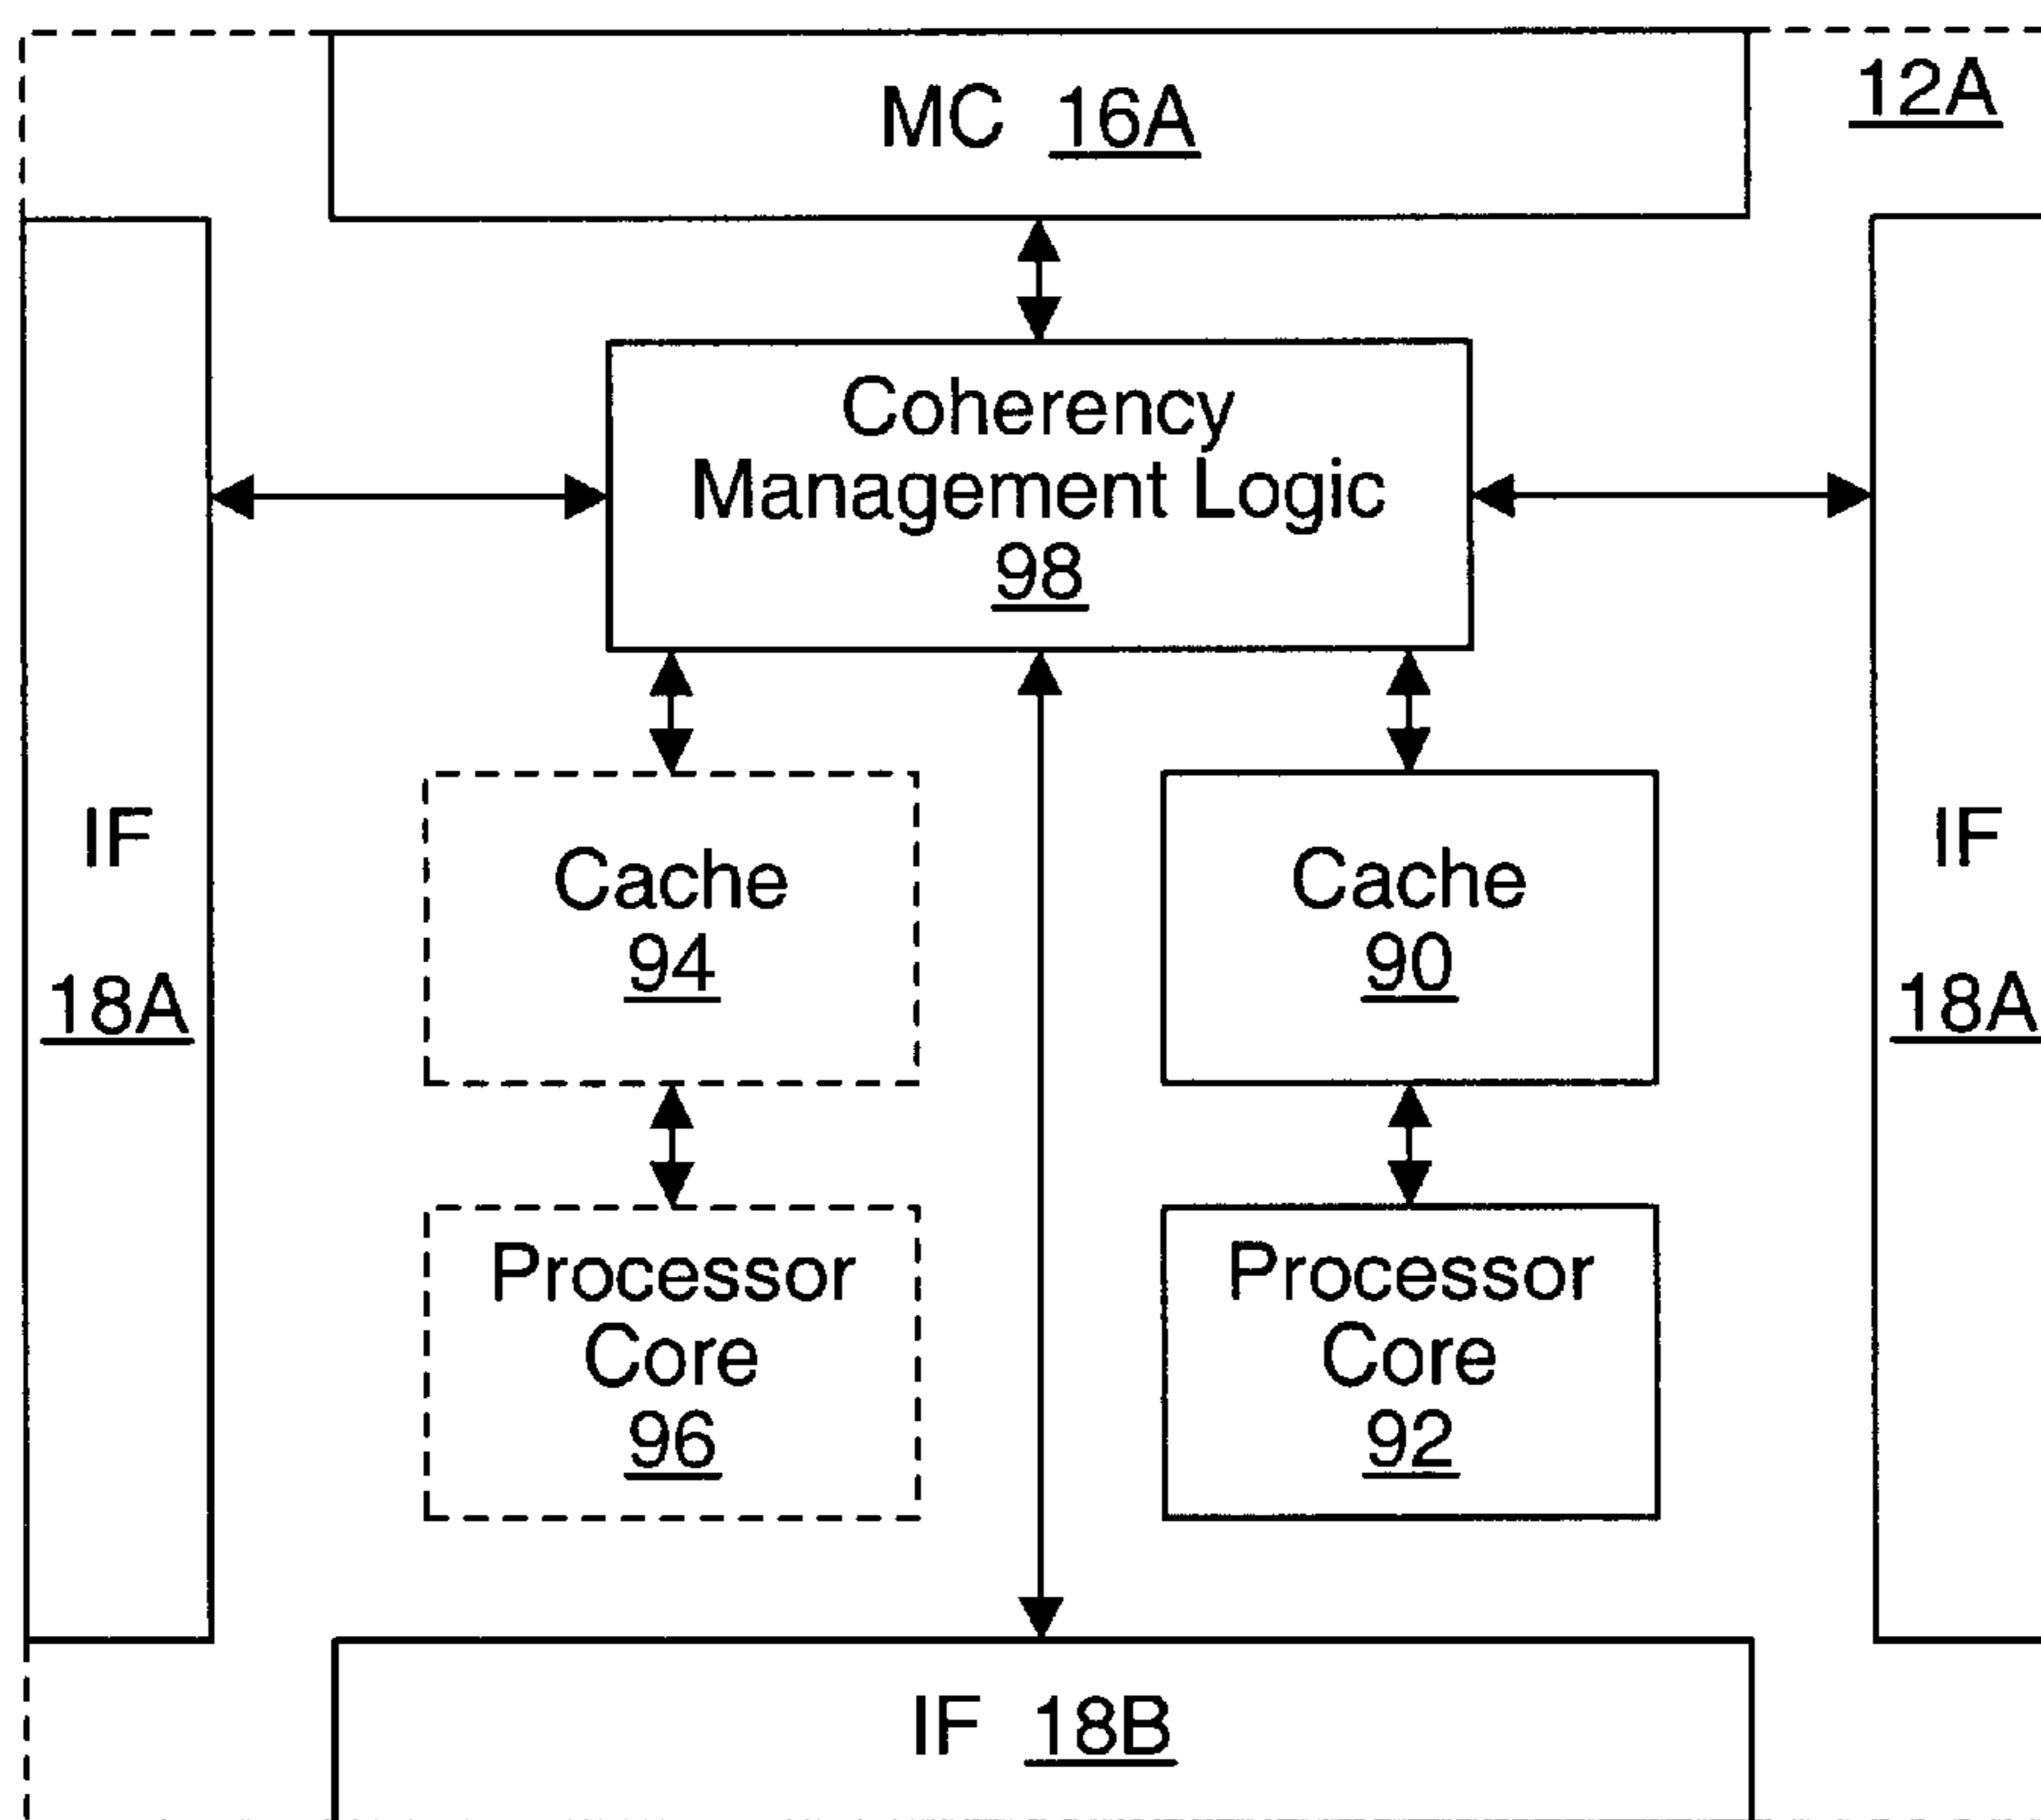 MC 16A
12A
Coherency
Management Logic
98
IF
18A
Cache
94
Cache
90
IF
18A
Processor
Core
96
Processor
Core
92
IF 18B